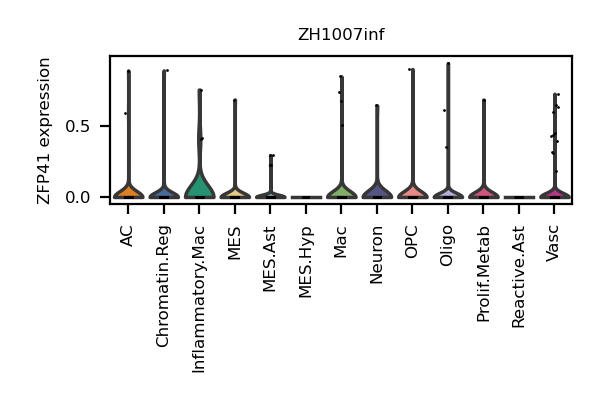 ZH1007inf
ZFP41 expression
0.5
0.0
AC
Chromatin.Reg
Inflammatory.Mac
MES
MES.Ast
MES.Hyp
Mac
Neuron
OPC
Oligo
Prolif.Metab
Reactive.Ast
Vasc